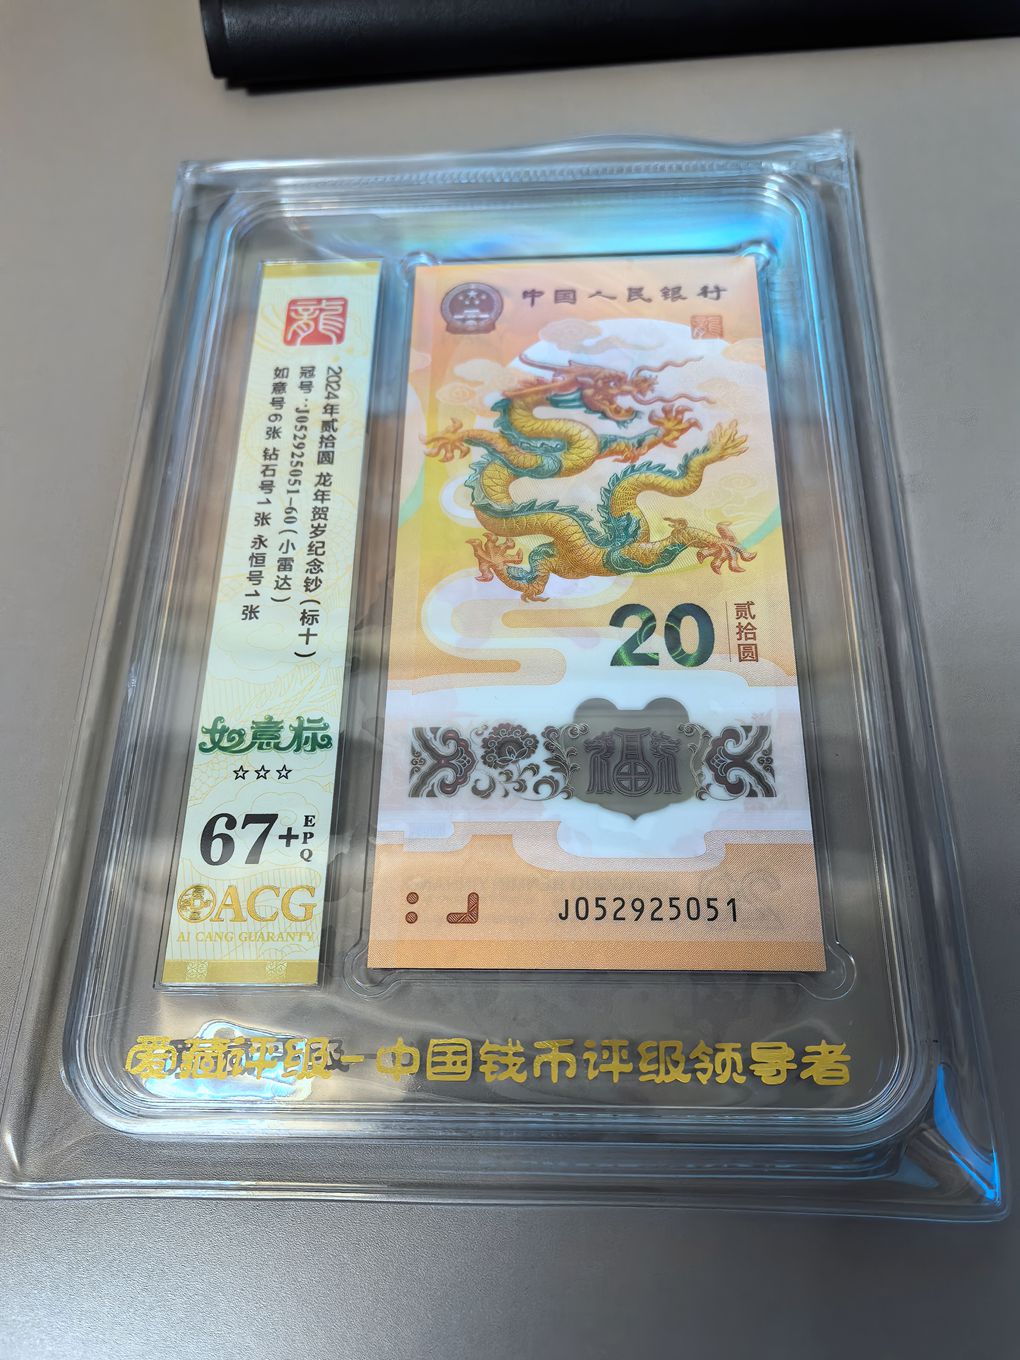 龍
2024年贰拾圆 龙年贺岁纪念钞(标十)
冠号:J052925051-60(小雷达)
如意号6张 钻石号1张 永恒号1张
如意标
☆☆☆
67+EPQ
ACG
AI CANG GUARANTY
中国人民银行
龍
20
贰拾圆
福
J052925051
爱藏评级-中国钱币评级领导者